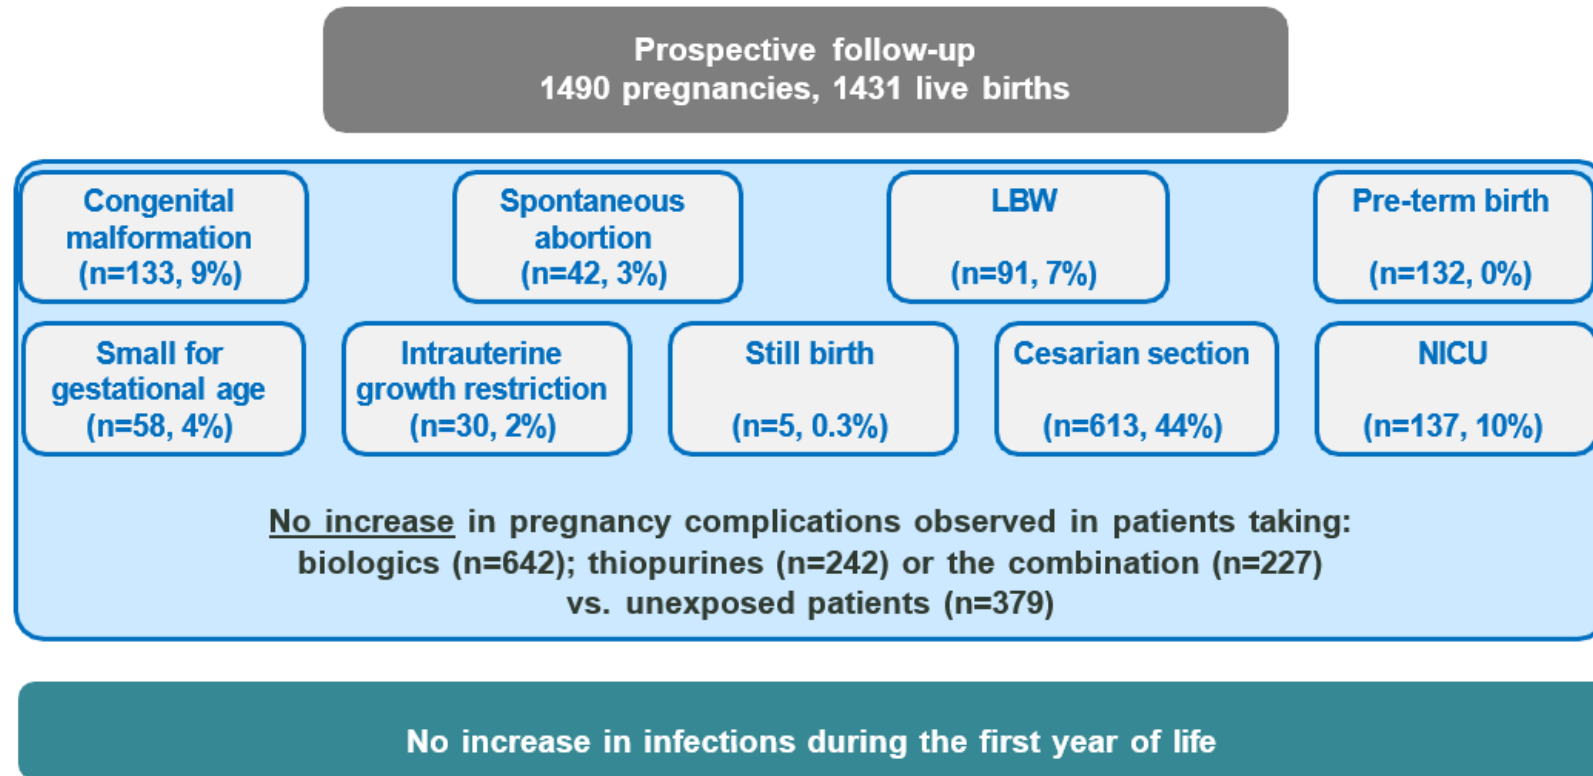 Prospective follow-up
1490 pregnancies, 1431 live births
Congenital
malformation
(n=133, 9%)
Spontaneous
abortion
(n=42, 3%)
LBW
(n=91, 7%)
Pre-term birth
(n=132, 0%)
Small for
gestational age
(n=58, 4%)
Intrauterine
growth restriction
(n=30, 2%)
Still birth
(n=5, 0.3%)
Cesarian section
(n=613, 44%)
NICU
(n=137, 10%)
No increase in pregnancy complications observed in patients taking:
biologics (n=642); thiopurines (n=242) or the combination (n=227)
vs. unexposed patients (n=379)
No increase in infections during the first year of life